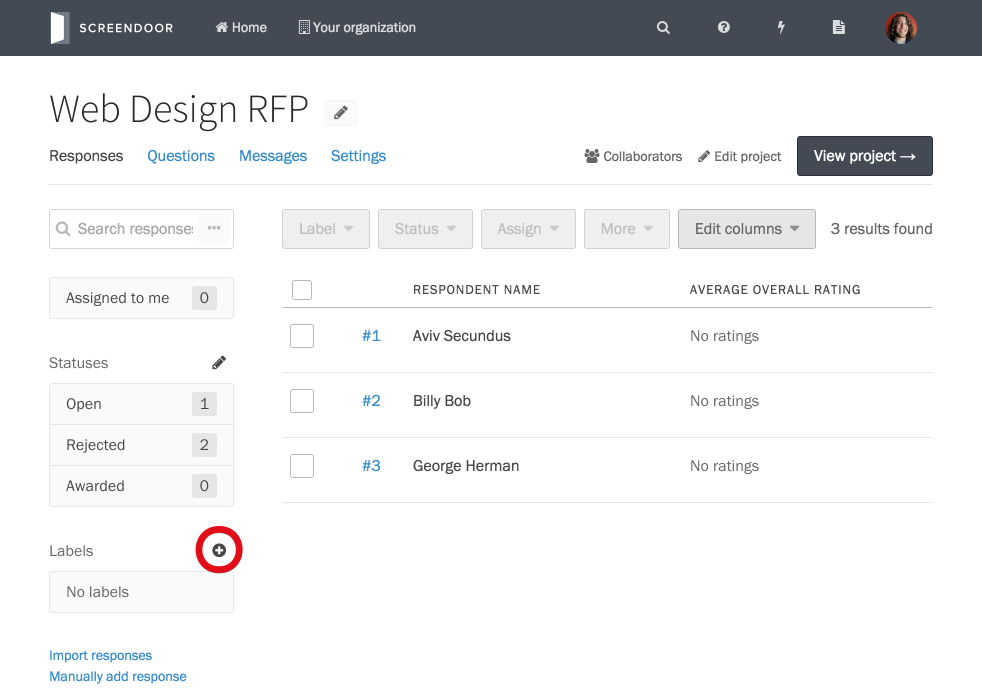 SCREENDOOR Home Your organization
Web Design RFP
Responses Questions Messages Settings Collaborators Edit project View project →
Search response ··· Label Status Assign More Edit columns 3 results found
Assigned to me 0
RESPONDENT NAME AVERAGE OVERALL RATING
#1 Aviv Secundus No ratings
Statuses
Open 1
#2 Billy Bob No ratings
Rejected 2
#3 George Herman No ratings
Awarded 0
Labels
No labels
Import responses
Manually add response